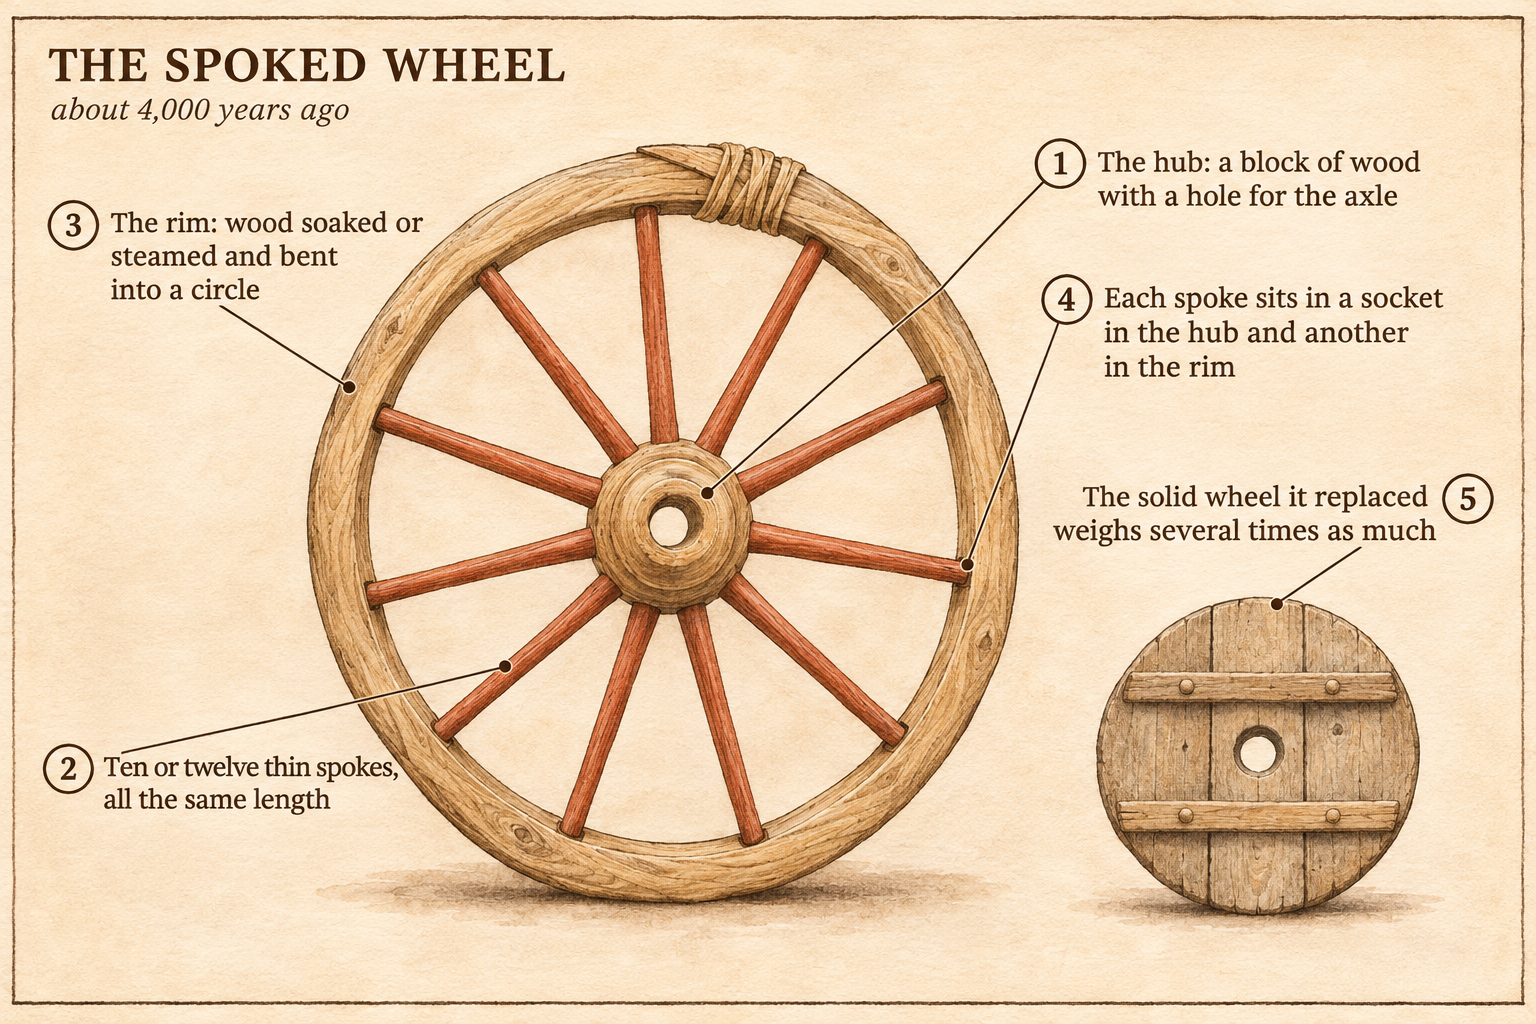 THE SPOKED WHEEL
about 4,000 years ago
1
The hub: a block of wood
with a hole for the axle
3
The rim: wood soaked or
steamed and bent
into a circle
4
Each spoke sits in a socket
in the hub and another
in the rim
The solid wheel it replaced
weighs several times as much
5
2
Ten or twelve thin spokes,
all the same length